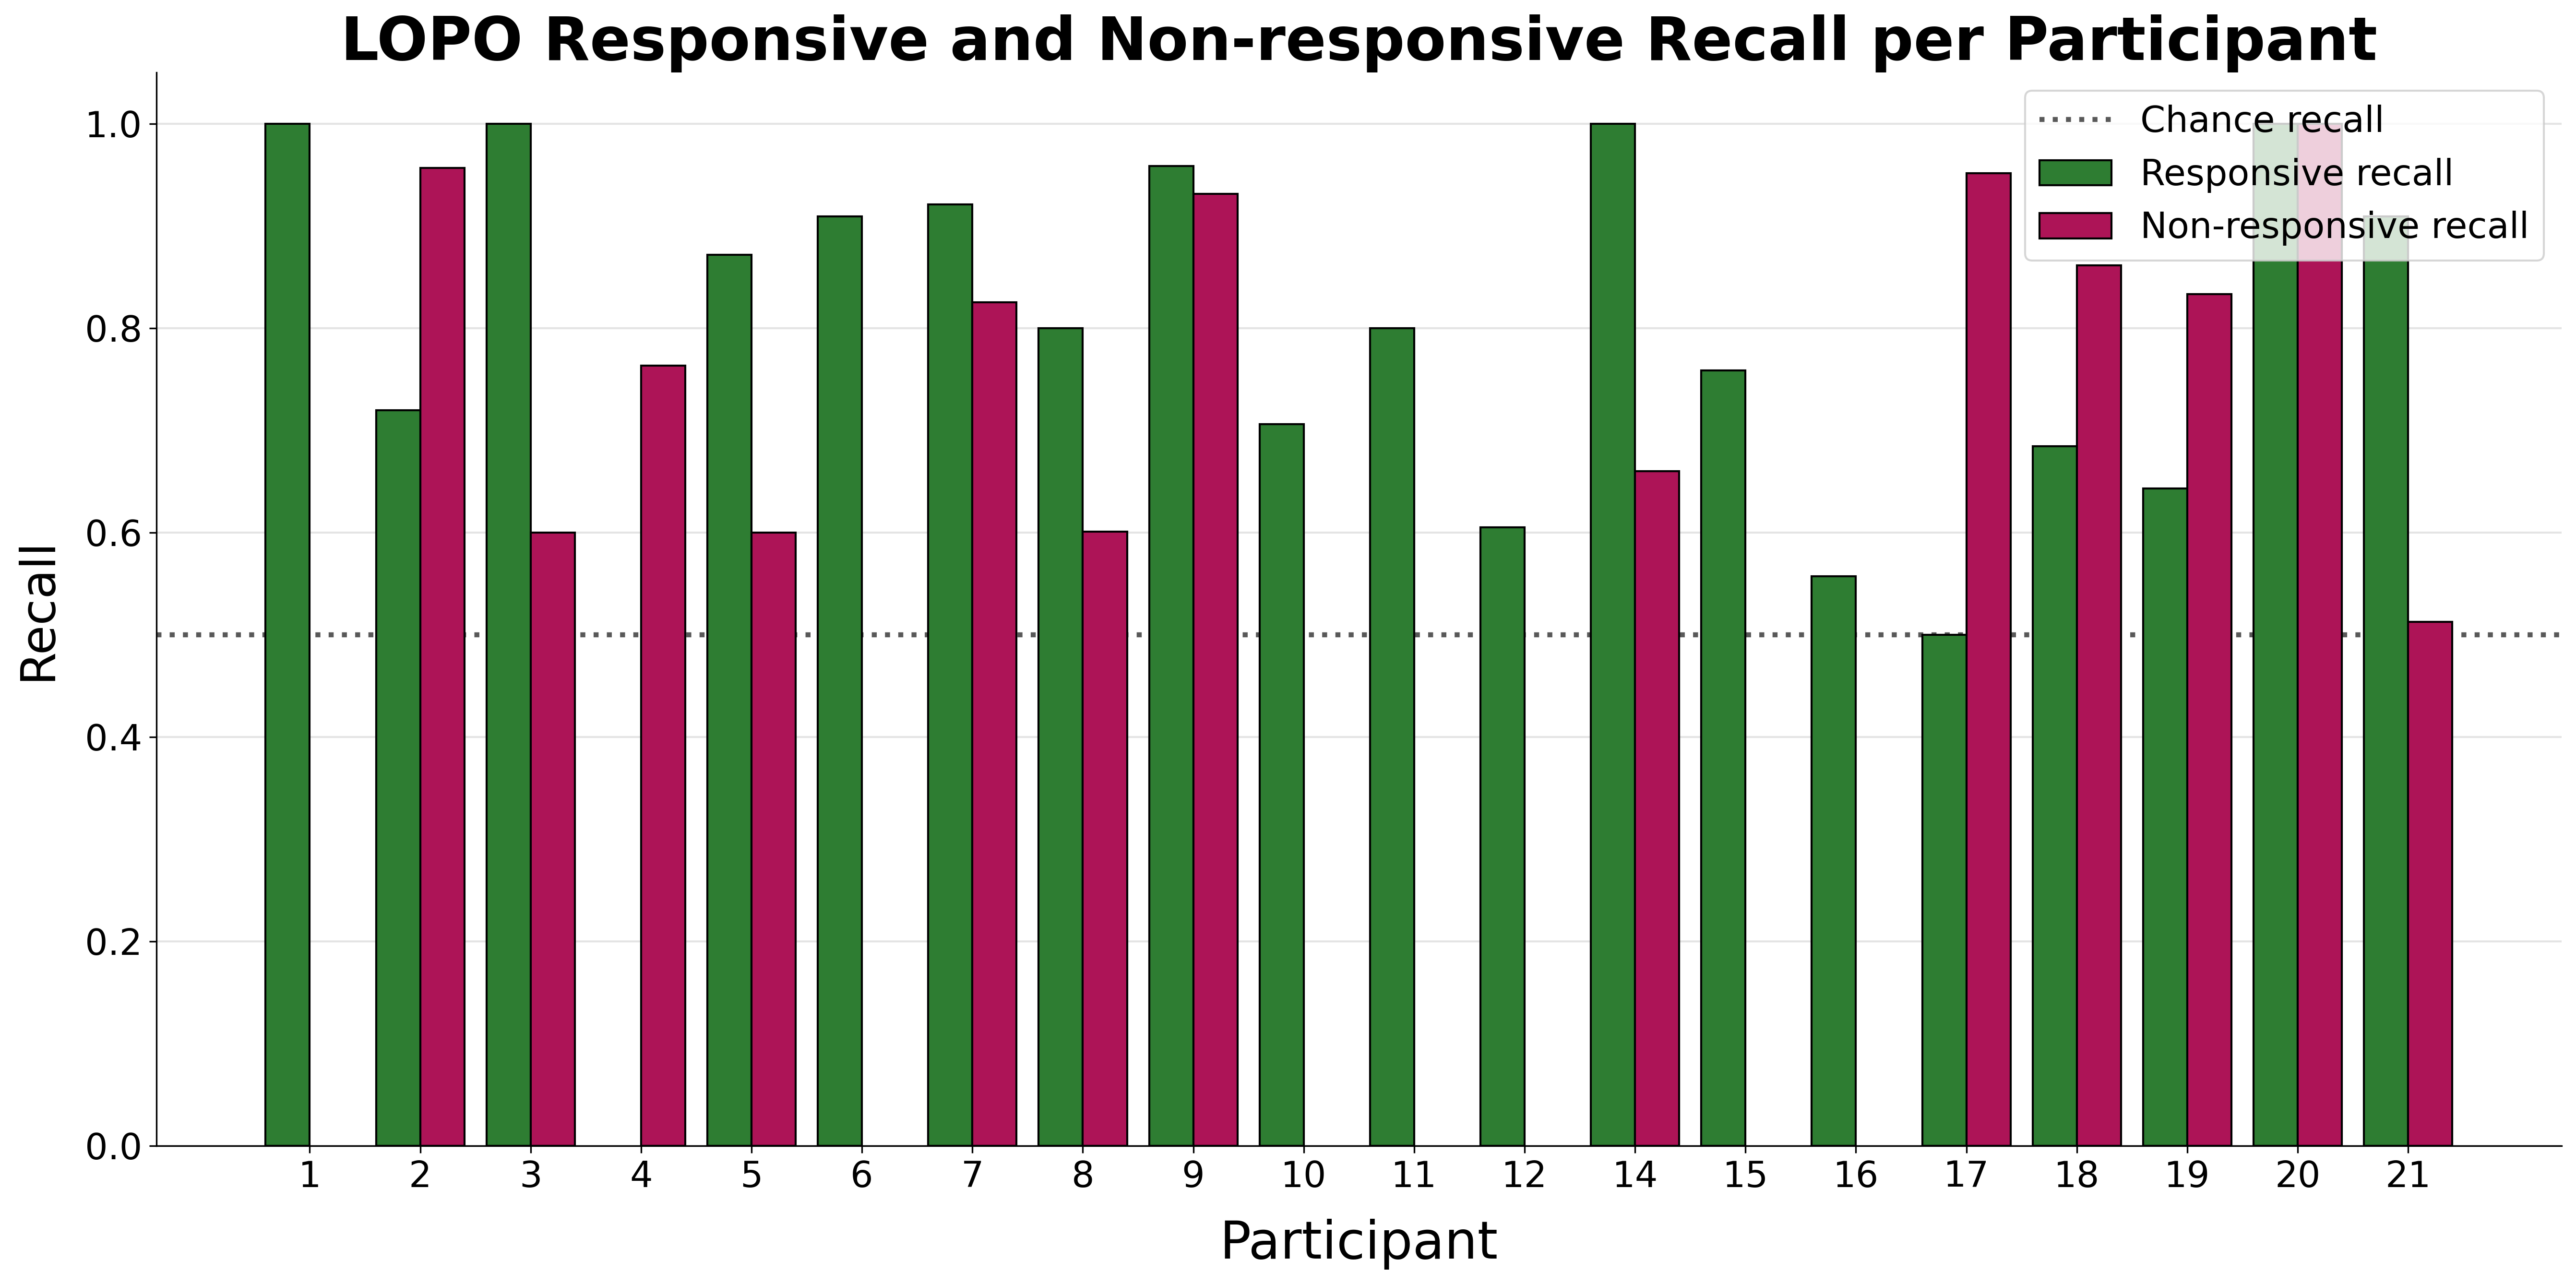 LOPO Responsive and Non-responsive Recall per Participant
Chance recall
Responsive recall
Non-responsive recall
1.0
0.8
0.6
0.4
0.2
0.0
Recall
1 2 3 4 5 6 7 8 9 10 11 12 14 15 16 17 18 19 20 21
Participant